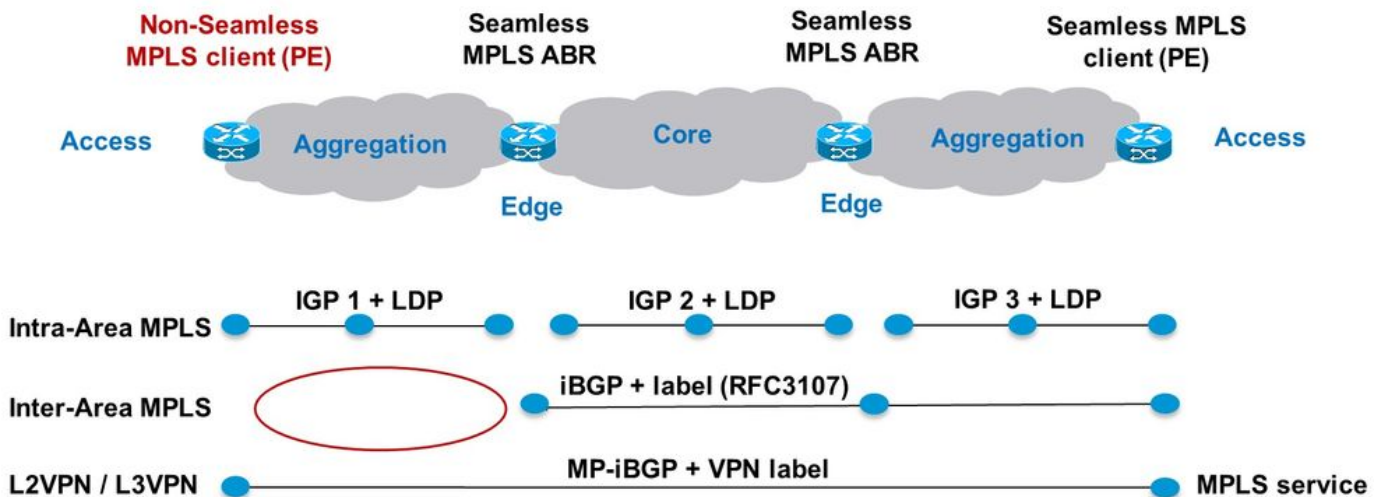 Non-Seamless
MPLS client (PE)
Seamless
MPLS ABR
Seamless
MPLS ABR
Seamless MPLS
client (PE)
Access
Aggregation
Core
Aggregation
Access
Edge
Edge
IGP 1 + LDP
IGP 2 + LDP
IGP 3 + LDP
Intra-Area MPLS
iBGP + label (RFC3107)
Inter-Area MPLS
MP-iBGP + VPN label
L2VPN / L3VPN
MPLS service